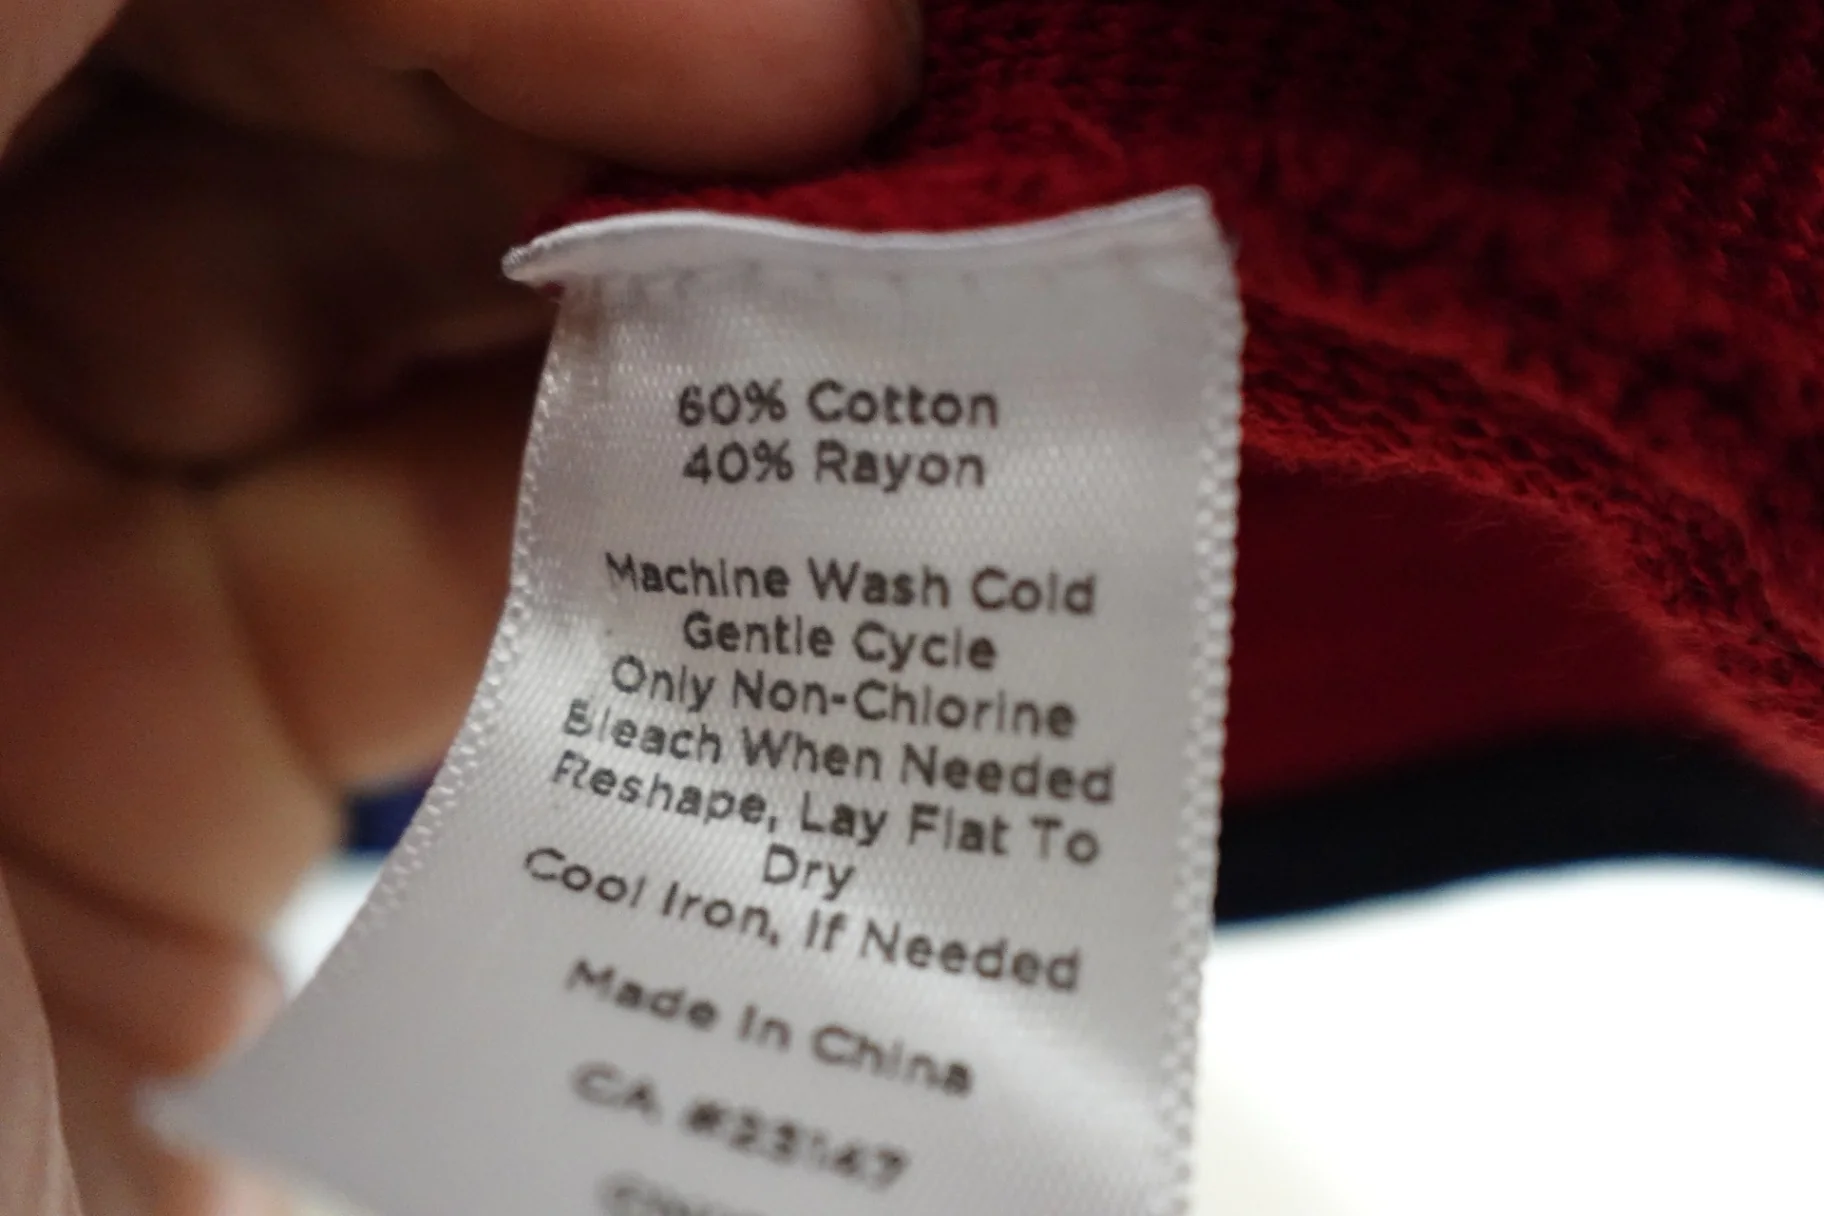 60% Cotton
40% Rayon
Machine Wash Cold
Gentle Cycle
Only Non-Chlorine
Bleach When Needed
Reshape, Lay Flat To
Dry
Cool Iron, If Needed
Made In China
CA